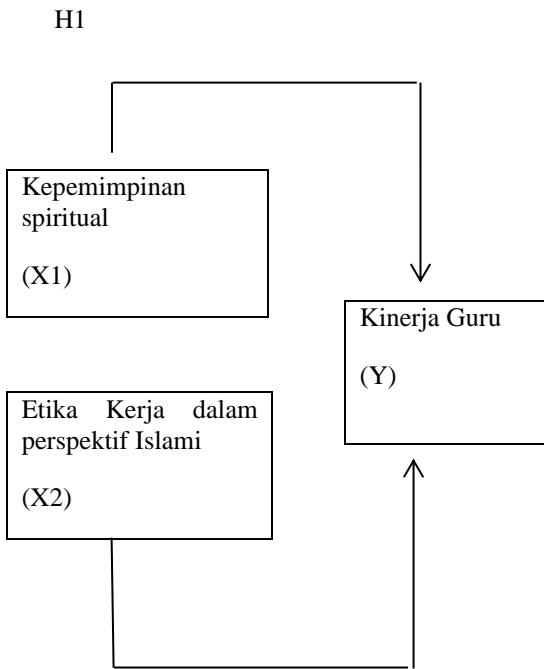 H1
Kepemimpinan
spiritual
(X1)
Kinerja Guru
(Y)
Etika Kerja dalam
perspektif Islami
(X2)